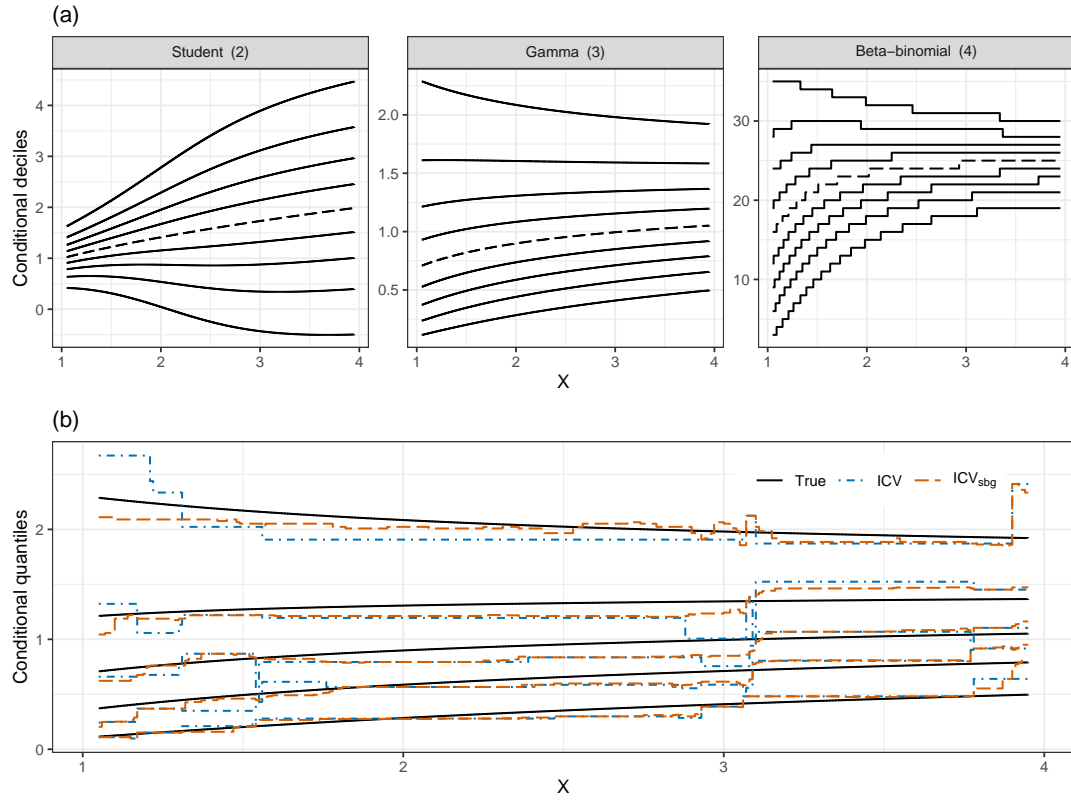 (a)
Student (2) Gamma (3) Beta−binomial (4)
Conditional deciles
4
3
2
1
0
2.0
1.5
1.0
0.5
30
20
10
1 2 3 4 1 2 3 4 1 2 3 4
X
(b)
Conditional quantiles
True ICV ICVsbg
2
1
0
1 2 3 4
X